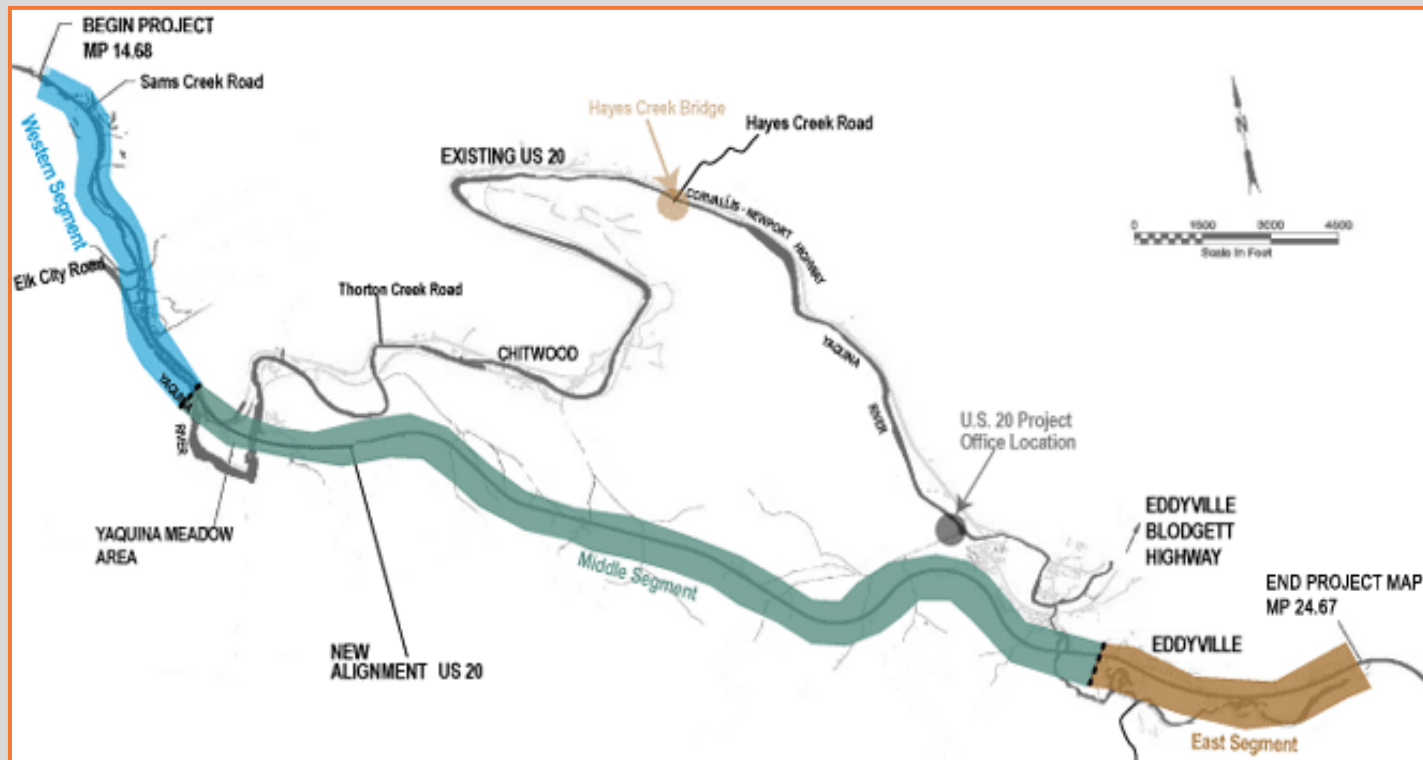 BEGIN PROJECT
MP 14.68
Sams Creek Road
Western Segment
Elk City Road
Hayes Creek Bridge
Hayes Creek Road
EXISTING US 20
CORVALLIS - NEWPORT HIGHWAY
N
0 1500 3000 4500
Scale In Feet
Thorton Creek Road
CHITWOOD
YAQUINA
RIVER
YAQUINA
RIVER
U.S. 20 Project
Office Location
YAQUINA MEADOW
AREA
Middle Segment
EDDYVILLE
BLODGETT
HIGHWAY
END PROJECT MAP
MP 24.67
NEW
ALIGNMENT US 20
EDDYVILLE
East Segment